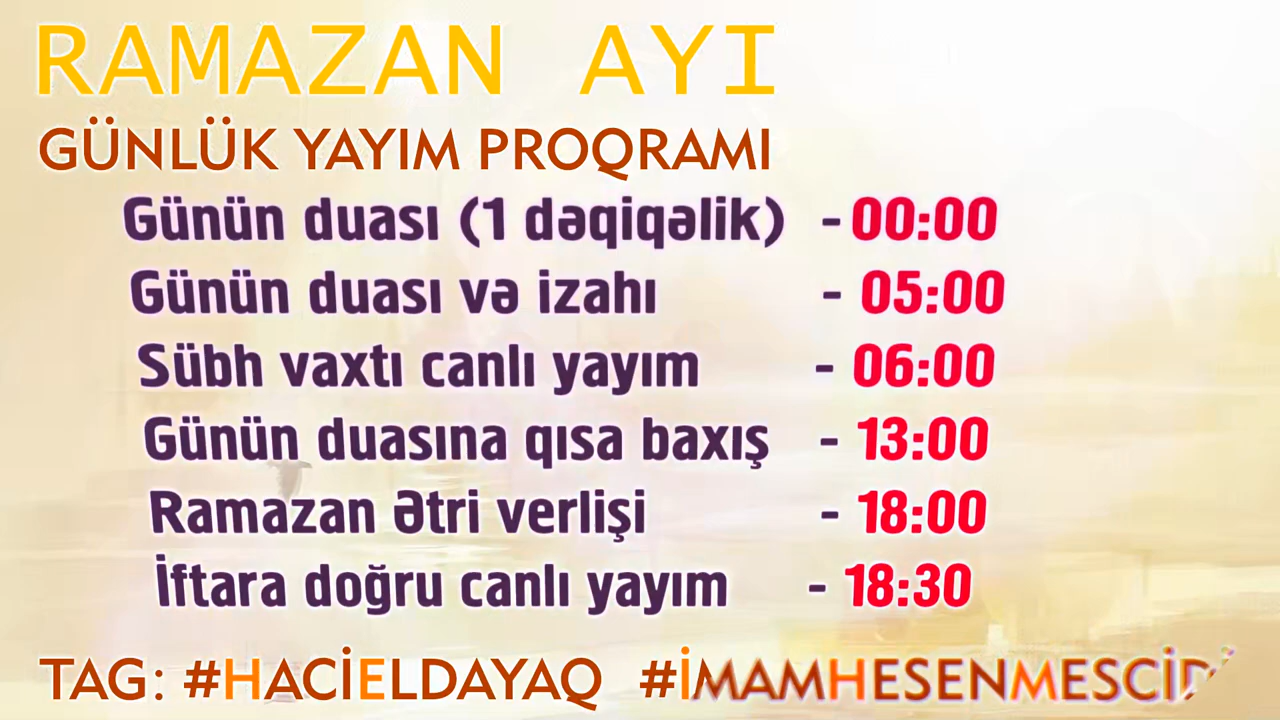 RAMAZAN AYI
GÜNLÜK YAYIM PROQRAMI
Günün duası (1 dəqiqəlik) - 00:00
Günün duası və izahı - 05:00
Sübh vaxtı canlı yayım - 06:00
Günün duasına qısa baxış - 13:00
Ramazan Ətri verlişi - 18:00
İftara doğru canlı yayım - 18:30
TAG: #HACİELDAYAQ #İMAMHESENMESCİDİ